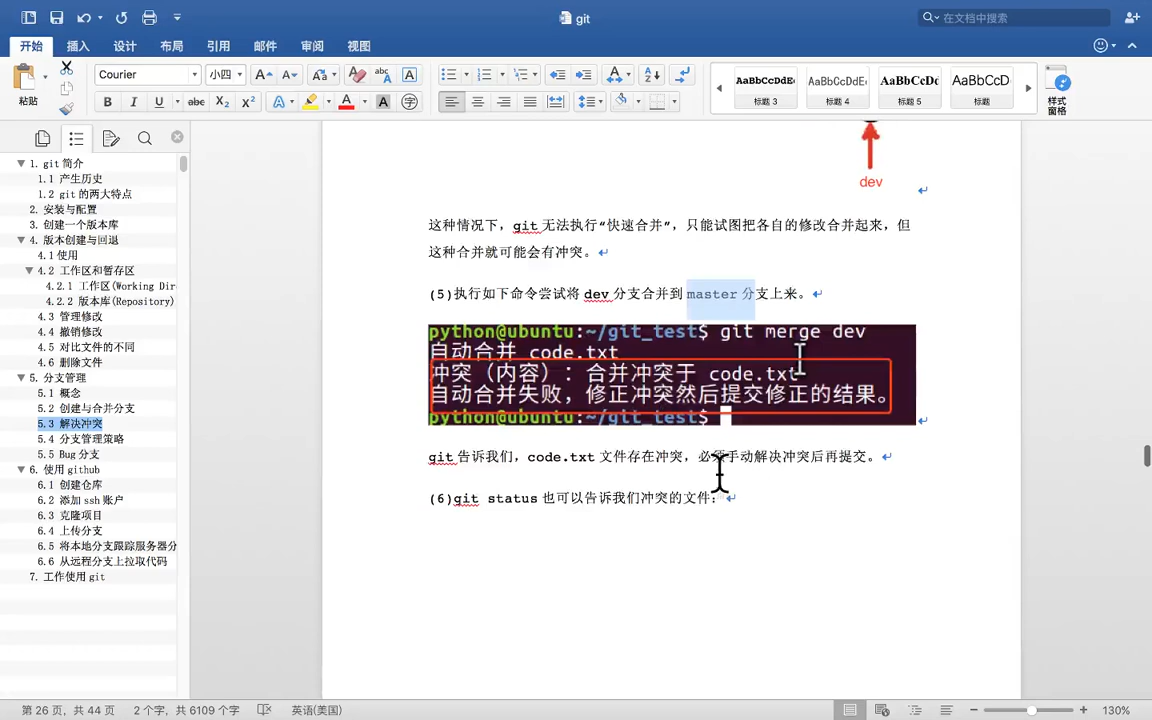 git
在文档中搜索
开始 插入 设计 布局 引用 邮件 审阅 视图
粘贴
Courier 小四
AaBbCcDdE AaBbCcDdE AaBbCcDc AaBbCcD
标题 3 标题 4 标题 5 标题
样式
窗格
1. git 简介
1.1 产生历史
1.2 git 的两大特点
2. 安装与配置
3. 创建一个版本库
4. 版本创建与回退
4.1 使用
4.2 工作区和暂存区
4.2.1 工作区(Working Dir
4.2.2 版本库(Repository)
4.3 管理修改
4.4 撤销修改
4.5 对比文件的不同
4.6 删除文件
5. 分支管理
5.1 概念
5.2 创建与合并分支
5.3 解决冲突
5.4 分支管理策略
5.5 Bug分支
6. 使用 github
6.1 创建仓库
6.2 添加 ssh 账户
6.3 克隆项目
6.4 上传分支
6.5 将本地分支跟踪服务器分
6.6 从远程分支上拉取代码
7. 工作使用 git
dev
这种情况下，git 无法执行“快速合并”，只能试图把各自的修改合并起来，但
这种合并就可能会有冲突。
(5)执行如下命令尝试将 dev 分支合并到 master 分支上来。
python@ubuntu:~/git_test$ git merge dev
自动合并 code.txt
冲突（内容）：合并冲突于 code.txt
自动合并失败，修正冲突然后提交修正的结果。
python@ubuntu:~/git_test$
git 告诉我们，code.txt 文件存在冲突，必须手动解决冲突后再提交。
(6)git status 也可以告诉我们冲突的文件：
第 26 页，共 44 页 2 个字，共 6109 个字 英语(美国) 130%